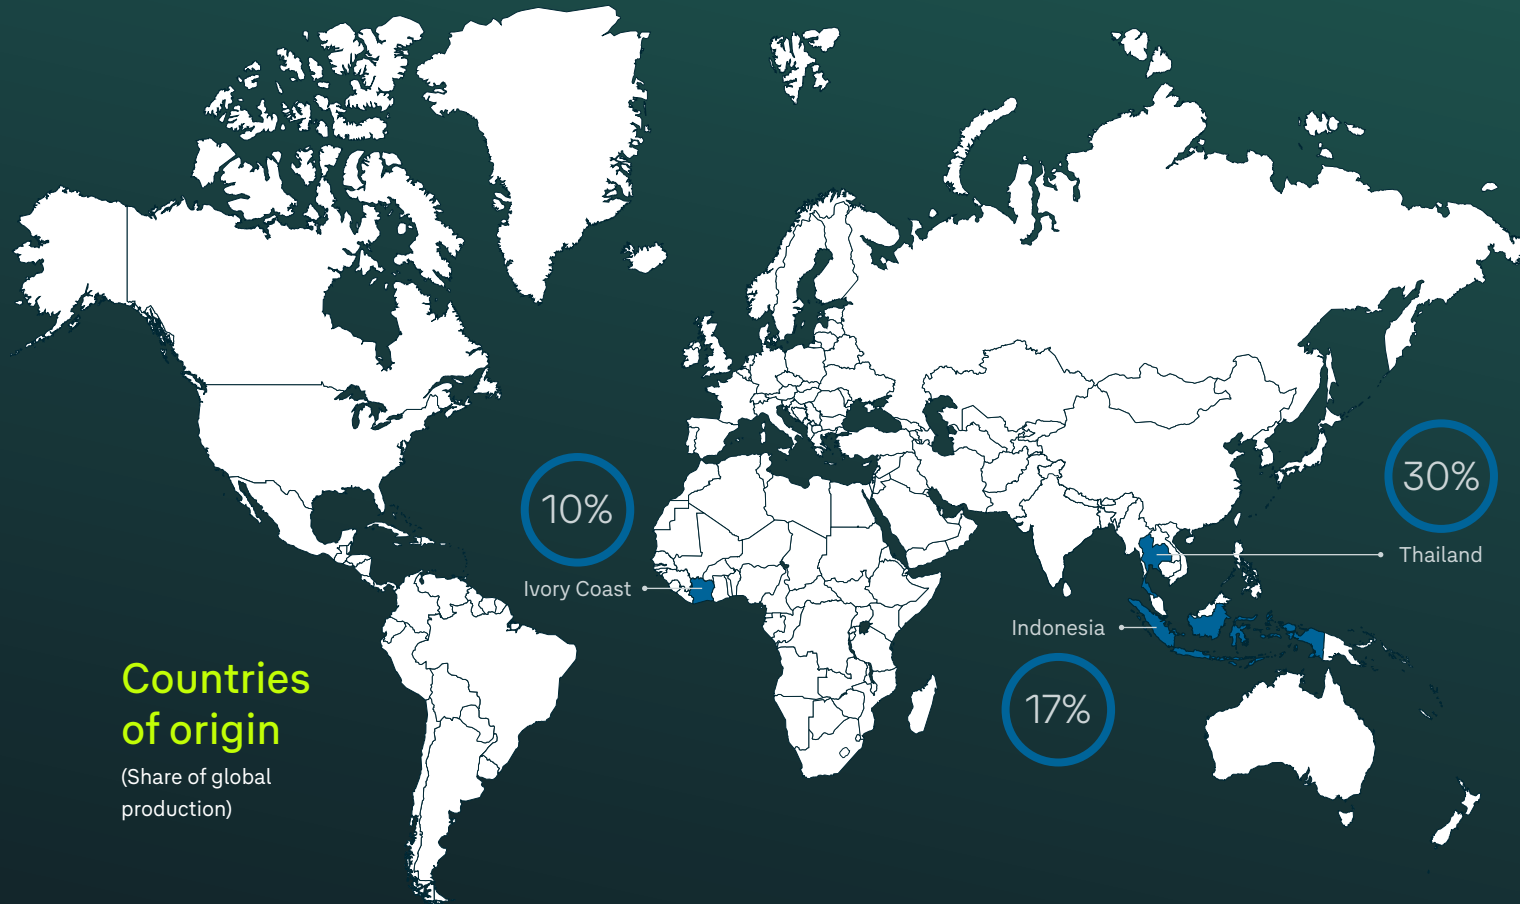 30%
10%
Thailand
Ivory Coast
Indonesia
17%
Countries
of origin
(Share of global
production)